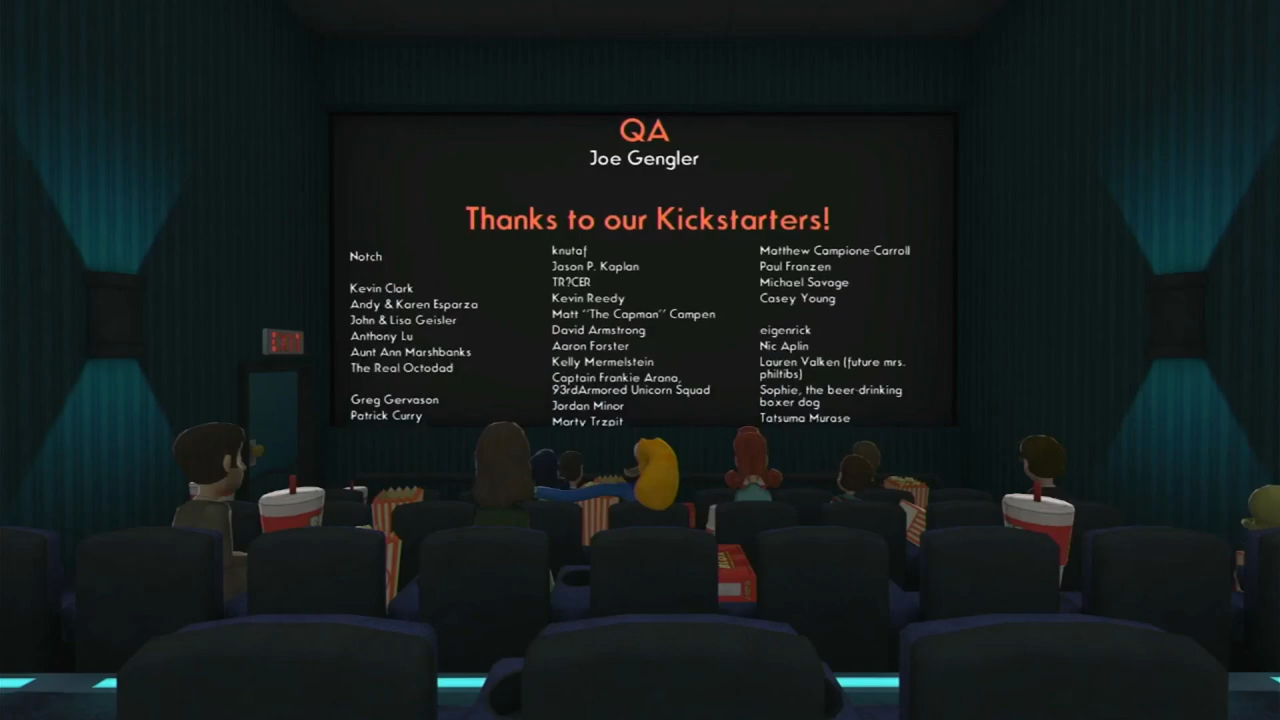 QA
Joe Gengler
Thanks to our Kickstarters!
Notch
Kevin Clark
Andy & Karen Esparza
John & Lisa Geisler
Anthony Lu
Aunt Ann Marshbanks
The Real Octodad
Greg Gervason
Patrick Curry
knutaf
Jason P. Kaplan
TR?CER
Kevin Reedy
Matt "The Capman" Campen
David Armstrong
Aaron Forster
Kelly Mermelstein
Captain Frankie Arana,
93rdArmored Unicorn Squad
Jordan Minor
Marty Trzpit
Matthew Campione-Carroll
Paul Franzen
Michael Savage
Casey Young
eigenrick
Nic Aplin
Lauren Valken (future mrs.
philtibs)
Sophie, the beer-drinking
boxer dog
Tatsuma Murase